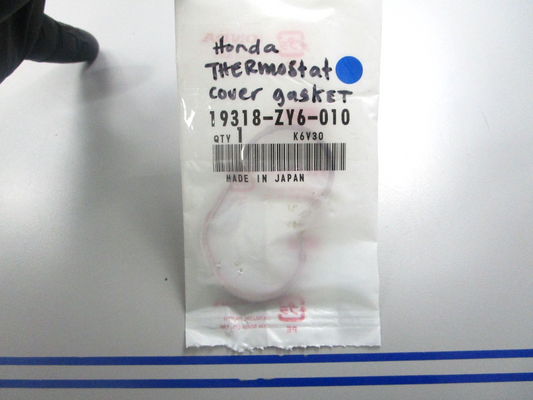 Honda
THERmostat
cover gasket
19318-ZY6-010
QTY 1 K6V30
MADE IN JAPAN